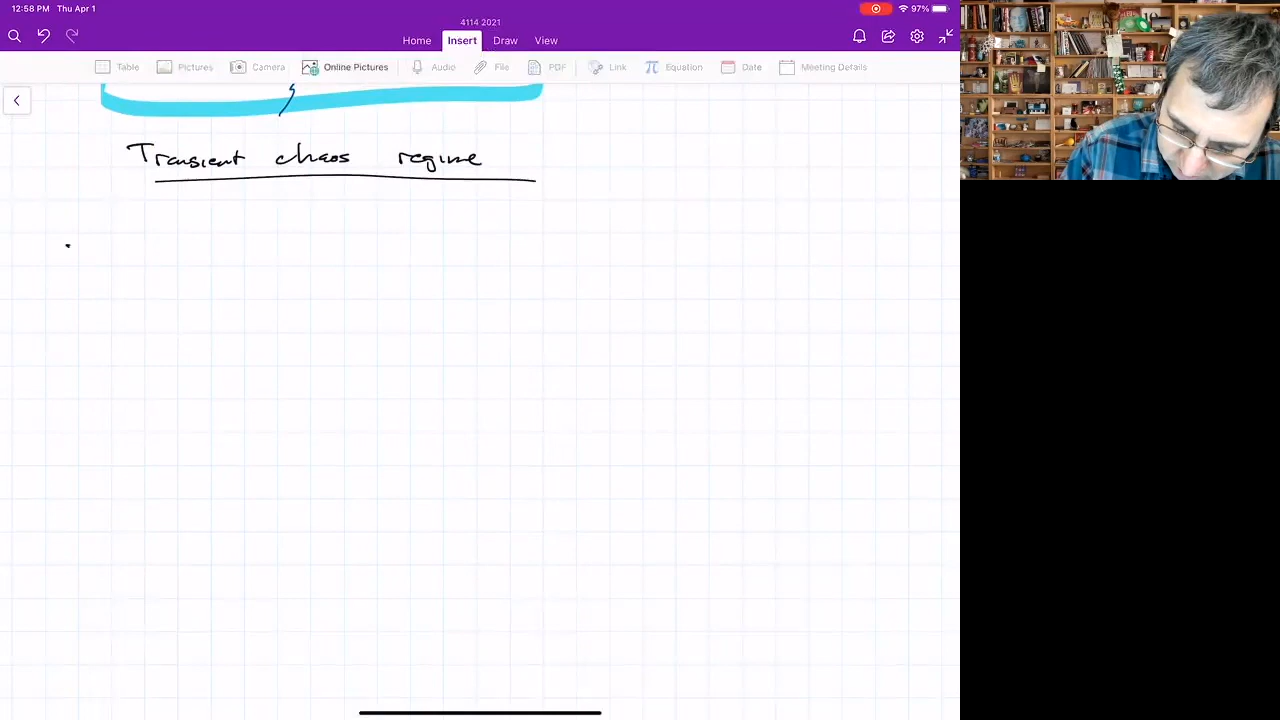 12:58 PM Thu Apr 1
97%
4114 2021
Home Insert Draw View
Table Pictures Camera Online Pictures Audio File PDF Link Equation Date Meeting Details
Transient chaos regime